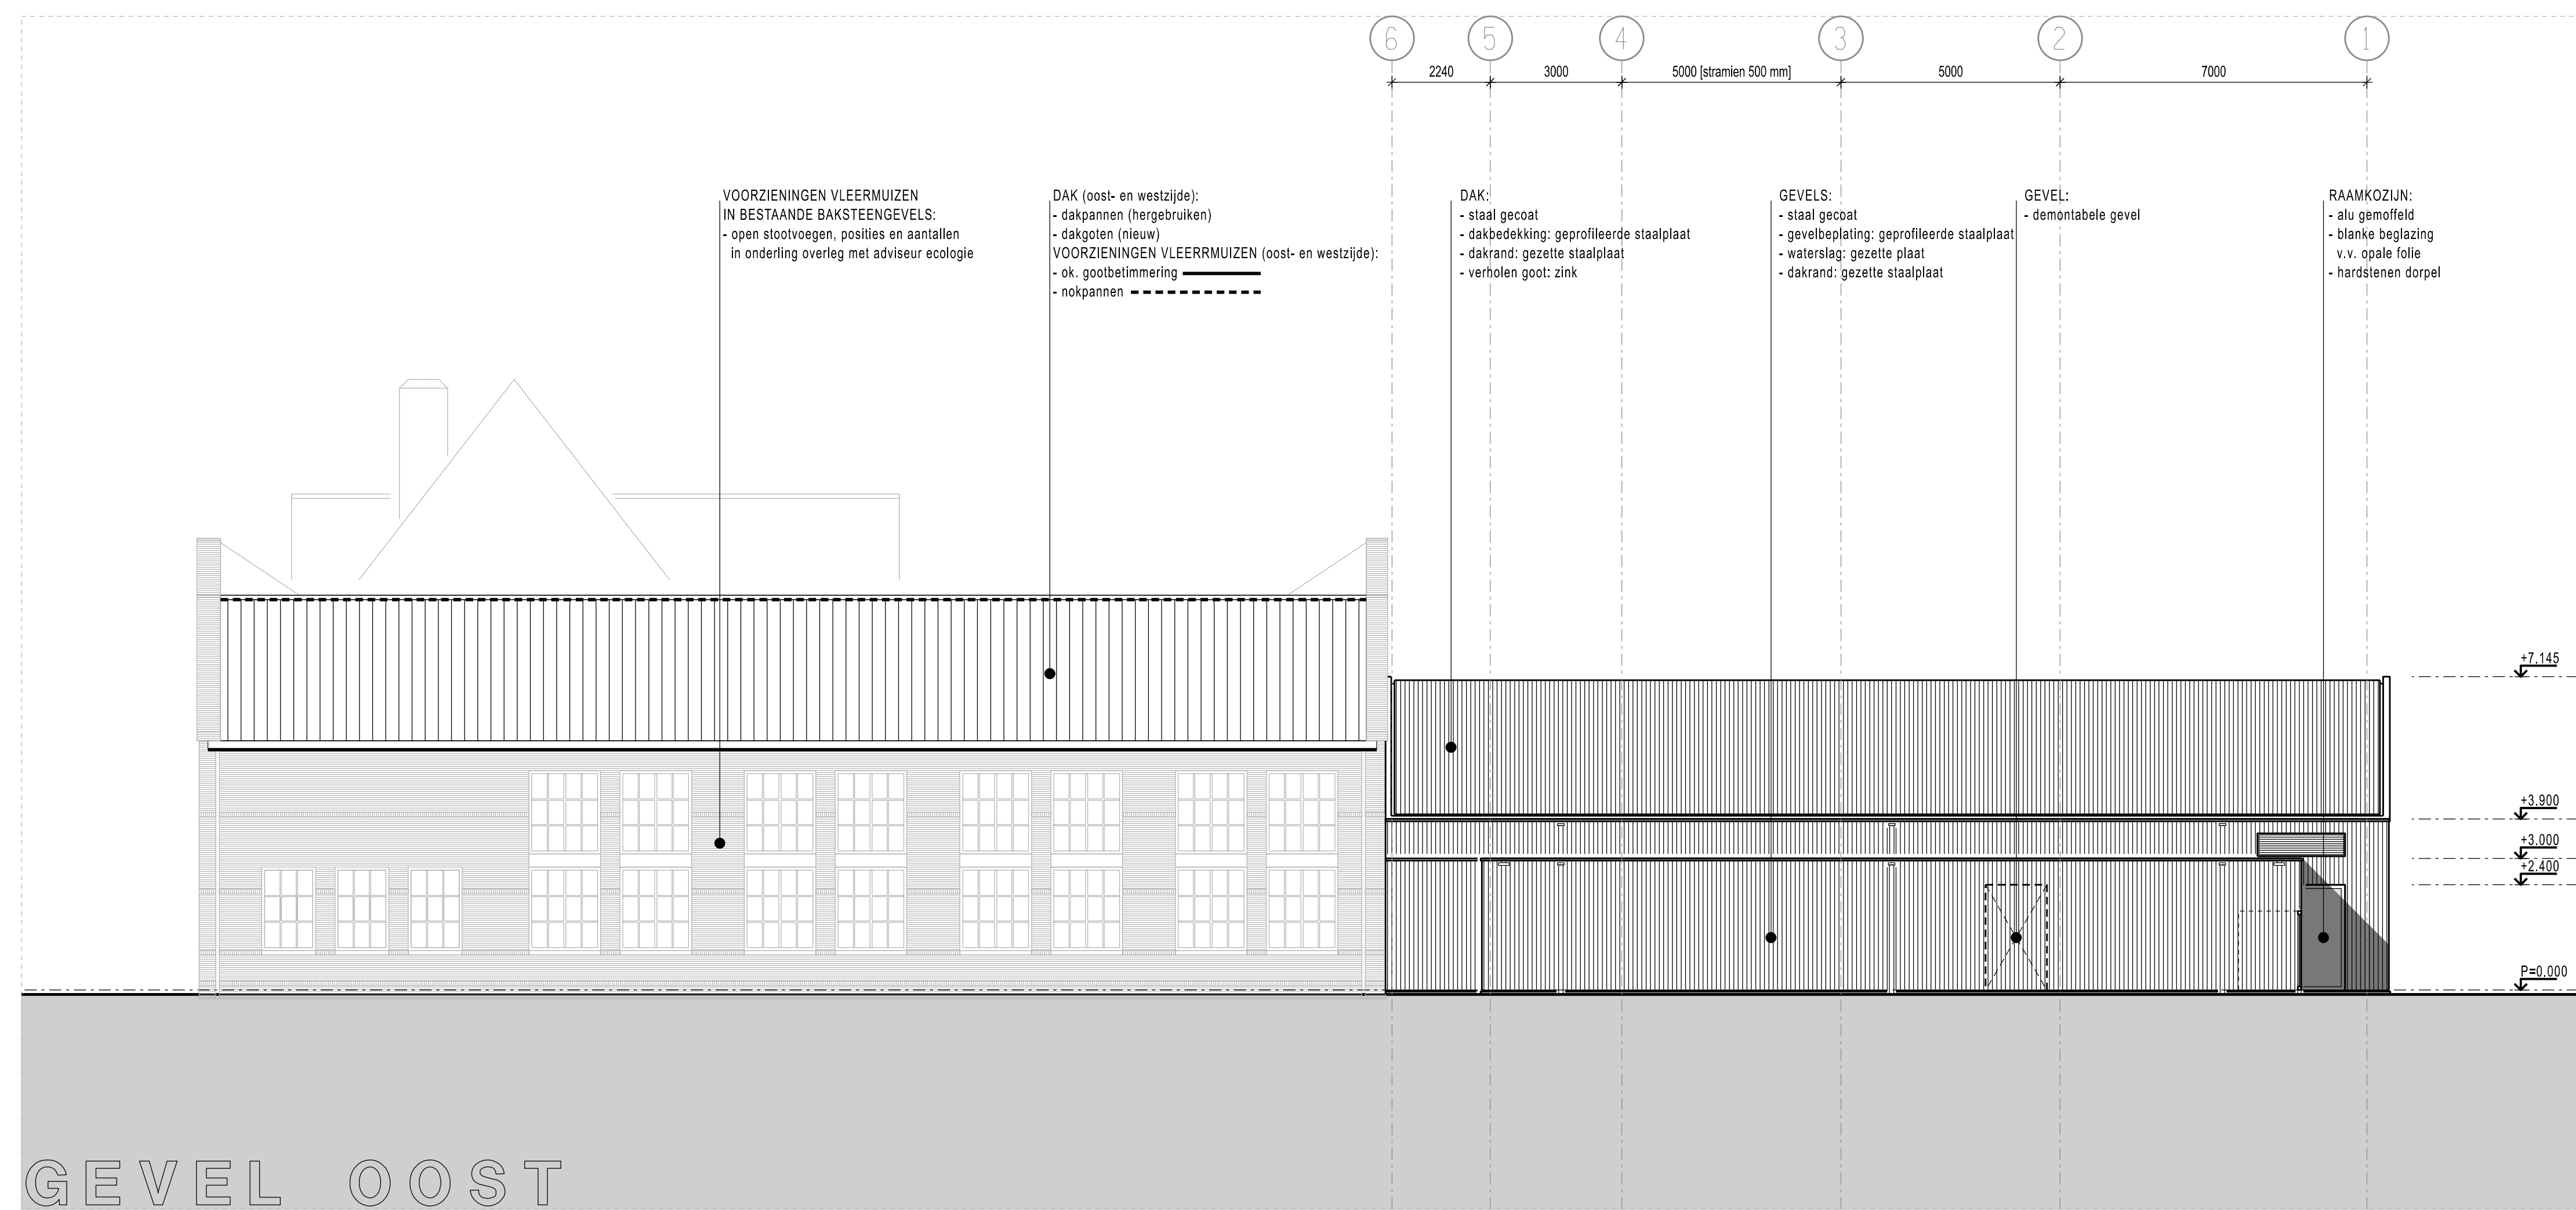 6 5 4 3 2 1
2240 3000 5000 [stramien 500 mm] 5000 7000
VOORZIENINGEN VLEERMUIZEN
IN BESTAANDE BAKSTEENGEVELS:
- open stootvoegen, posities en aantallen
in onderling overleg met adviseur ecologie
DAK (oost- en westzijde):
- dakpannen (hergebruiken)
- dakgoten (nieuw)
VOORZIENINGEN VLEERRMUIZEN (oost- en westzijde):
- ok. gootbetimmering
- nokpannen
DAK:
- staal gecoat
- dakbedekking: geprofileerde staalplaat
- dakrand: gezette staalplaat
- verholen goot: zink
GEVELS:
- staal gecoat
- gevelbeplating: geprofileerde staalplaat
- waterslag: gezette plaat
- dakrand: gezette staalplaat
GEVEL:
- demontabele gevel
RAAMKOZIJN:
- alu gemoffeld
- blanke beglazing
v.v. opale folie
- hardstenen dorpel
+7.145
+3.900
+3.000
+2.400
P=0.000
GEVEL OOST